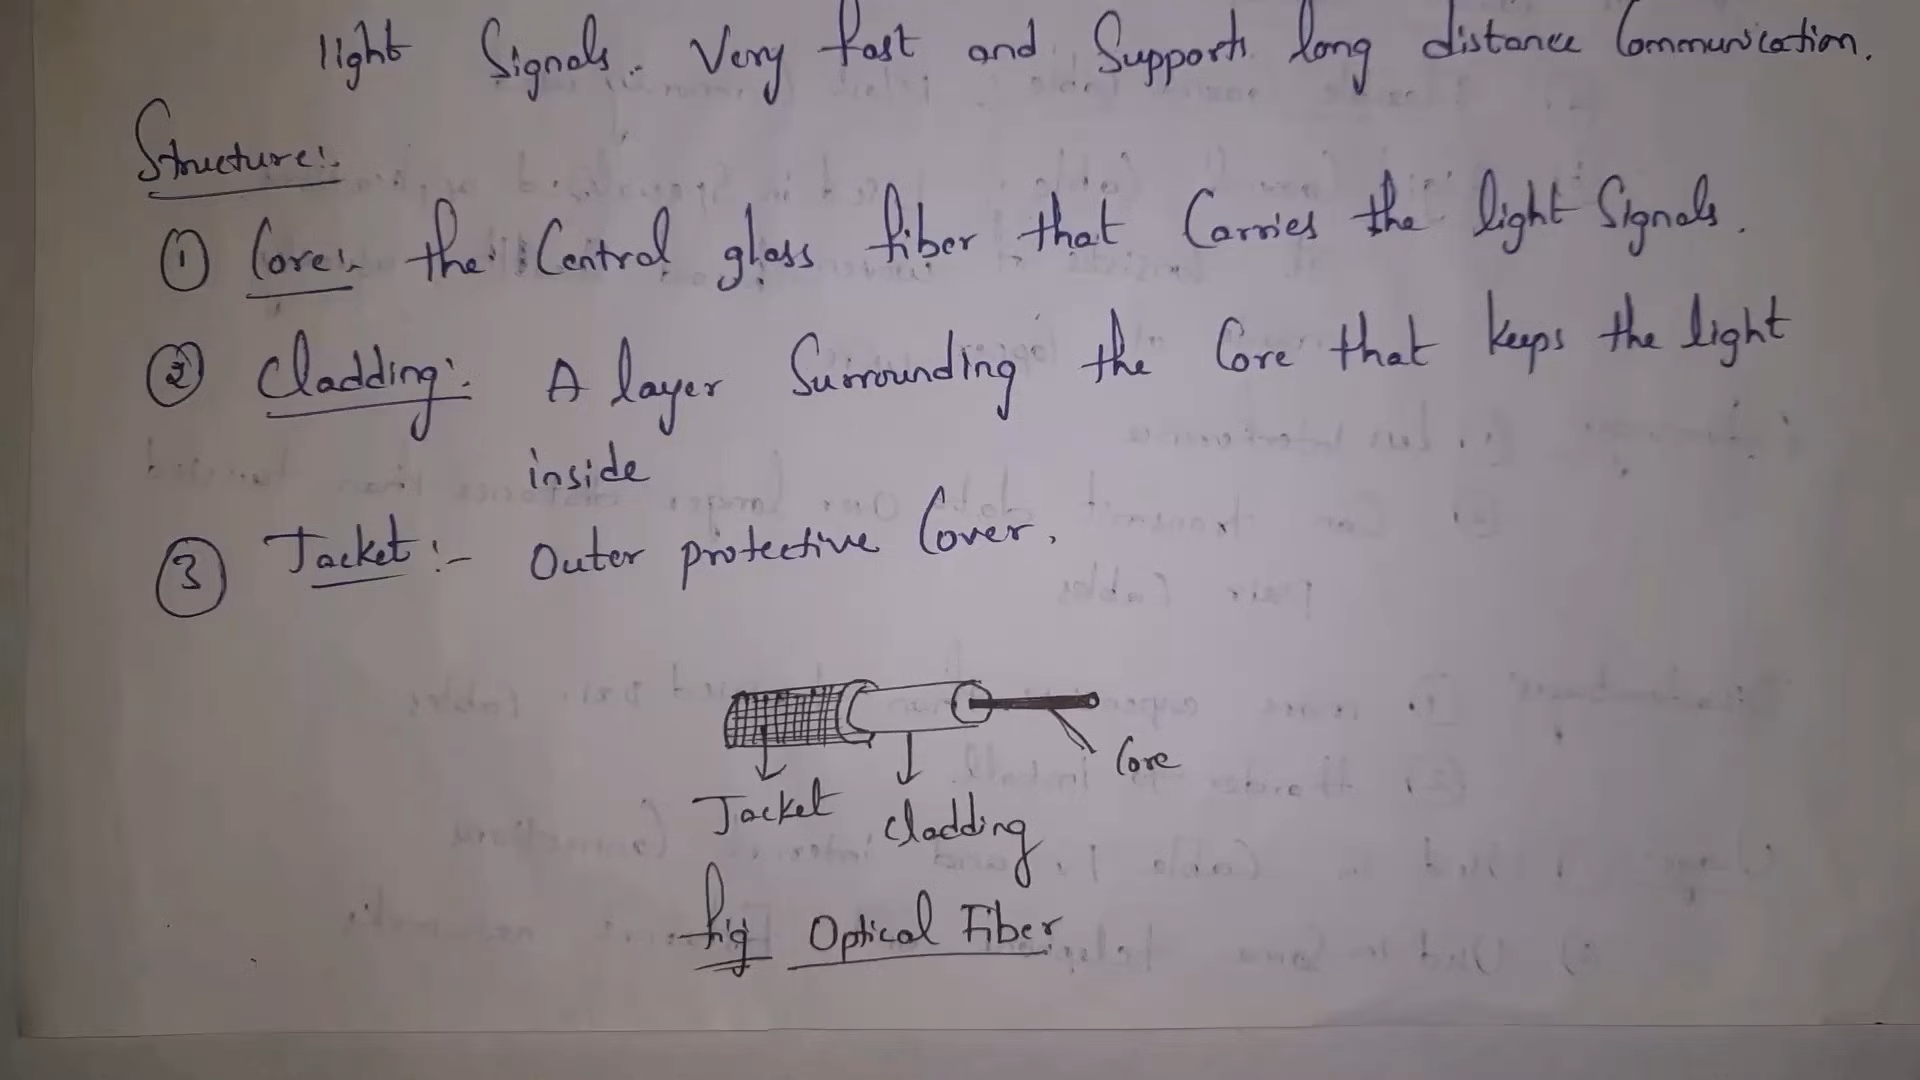 light Signals. Very fast and Supports long distance Communication.
Structure:-
① Core:- the Central glass fiber that Carries the light Signals.
② Cladding:- A layer Surrounding the Core that keeps the light
inside
③ Jacket:- Outer protective Cover.
Core
Jacket cladding
fig Optical Fiber